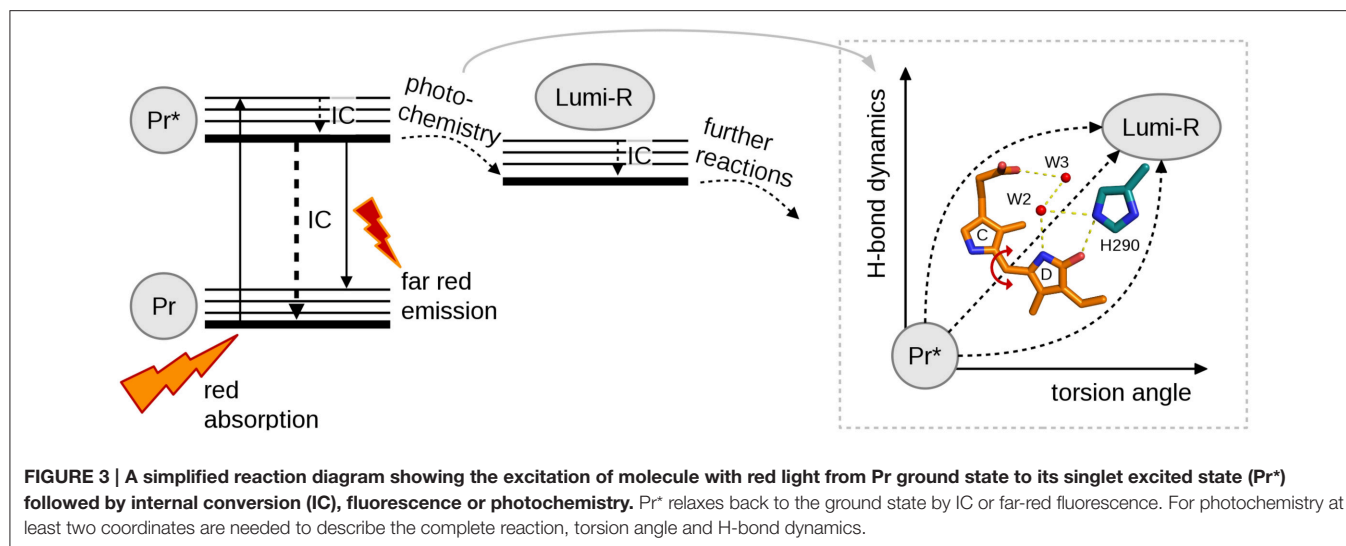 Pr*
IC
photo-
chemistry
Lumi-R
IC
further
reactions
IC
far red
emission
Pr
red
absorption
H-bond dynamics
Lumi-R
W3
W2
H290
C
D
Pr*
torsion angle
FIGURE 3 | A simplified reaction diagram showing the excitation of molecule with red light from Pr ground state to its singlet excited state (Pr*)
followed by internal conversion (IC), fluorescence or photochemistry. Pr* relaxes back to the ground state by IC or far-red fluorescence. For photochemistry at
least two coordinates are needed to describe the complete reaction, torsion angle and H-bond dynamics.